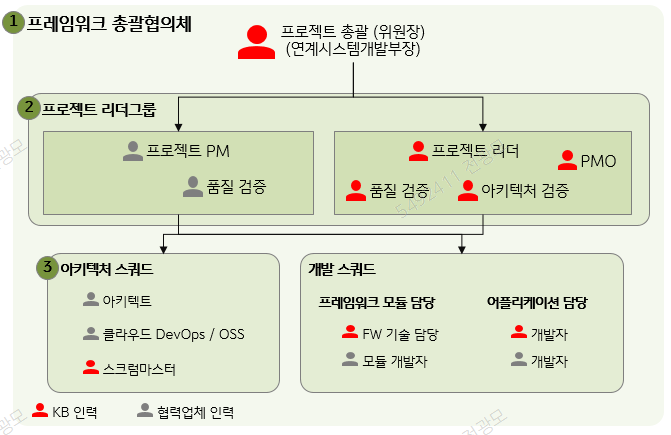 1 프레임워크 총괄협의체
프로젝트 총괄 (위원장)
(연계시스템개발부장)
2 프로젝트 리더그룹
프로젝트 PM
품질 검증
프로젝트 리더
PMO
품질 검증
아키텍처 검증
3 아키텍처 스쿼드
아키텍트
클라우드 DevOps / OSS
스크럼마스터
개발 스쿼드
프레임워크 모듈 담당
FW 기술 담당
모듈 개발자
어플리케이션 담당
개발자
개발자
KB 인력
협력업체 인력